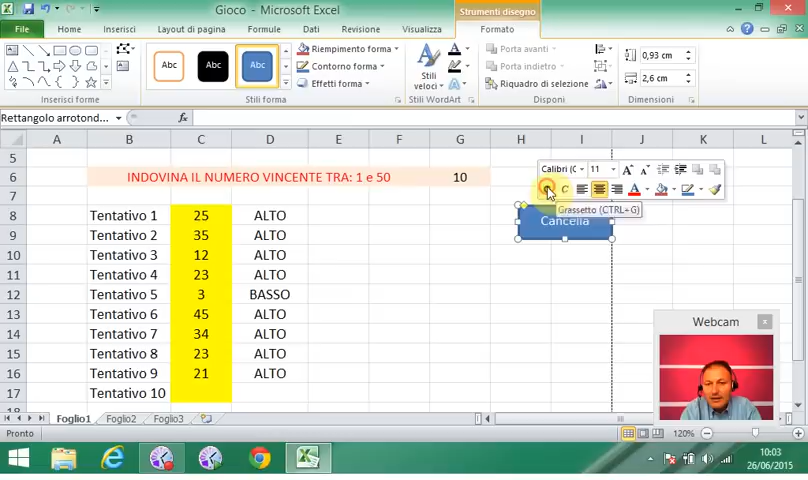 Gioco - Microsoft Excel
Strumenti disegno
File
Home
Inserisci
Layout di pagina
Formule
Dati
Revisione
Visualizza
Formato
Riempimento forma
Contorno forma
Effetti forma
Stili veloci
Porta avanti
Porta indietro
Riquadro di selezione
0,93 cm
2,6 cm
Inserisci forme
Stili forma
Stili WordArt
Disponi
Dimensioni
Abc
Abc
Abc
Rettangolo arrotond...
fx
A B C D E F G H I J K L
5
6 INDOVINA IL NUMERO VINCENTE TRA: 1 e 50 10
7
8 Tentativo 1 25 ALTO
9 Tentativo 2 35 ALTO
10 Tentativo 3 12 ALTO
11 Tentativo 4 23 ALTO
12 Tentativo 5 3 BASSO
13 Tentativo 6 45 ALTO
14 Tentativo 7 34 ALTO
15 Tentativo 8 23 ALTO
16 Tentativo 9 21 ALTO
17 Tentativo 10
Calibri (C
11
Grassetto (CTRL+G)
Cancella
Webcam
Foglio1
Foglio2
Foglio3
Pronto
120%
10:03
26/06/2015